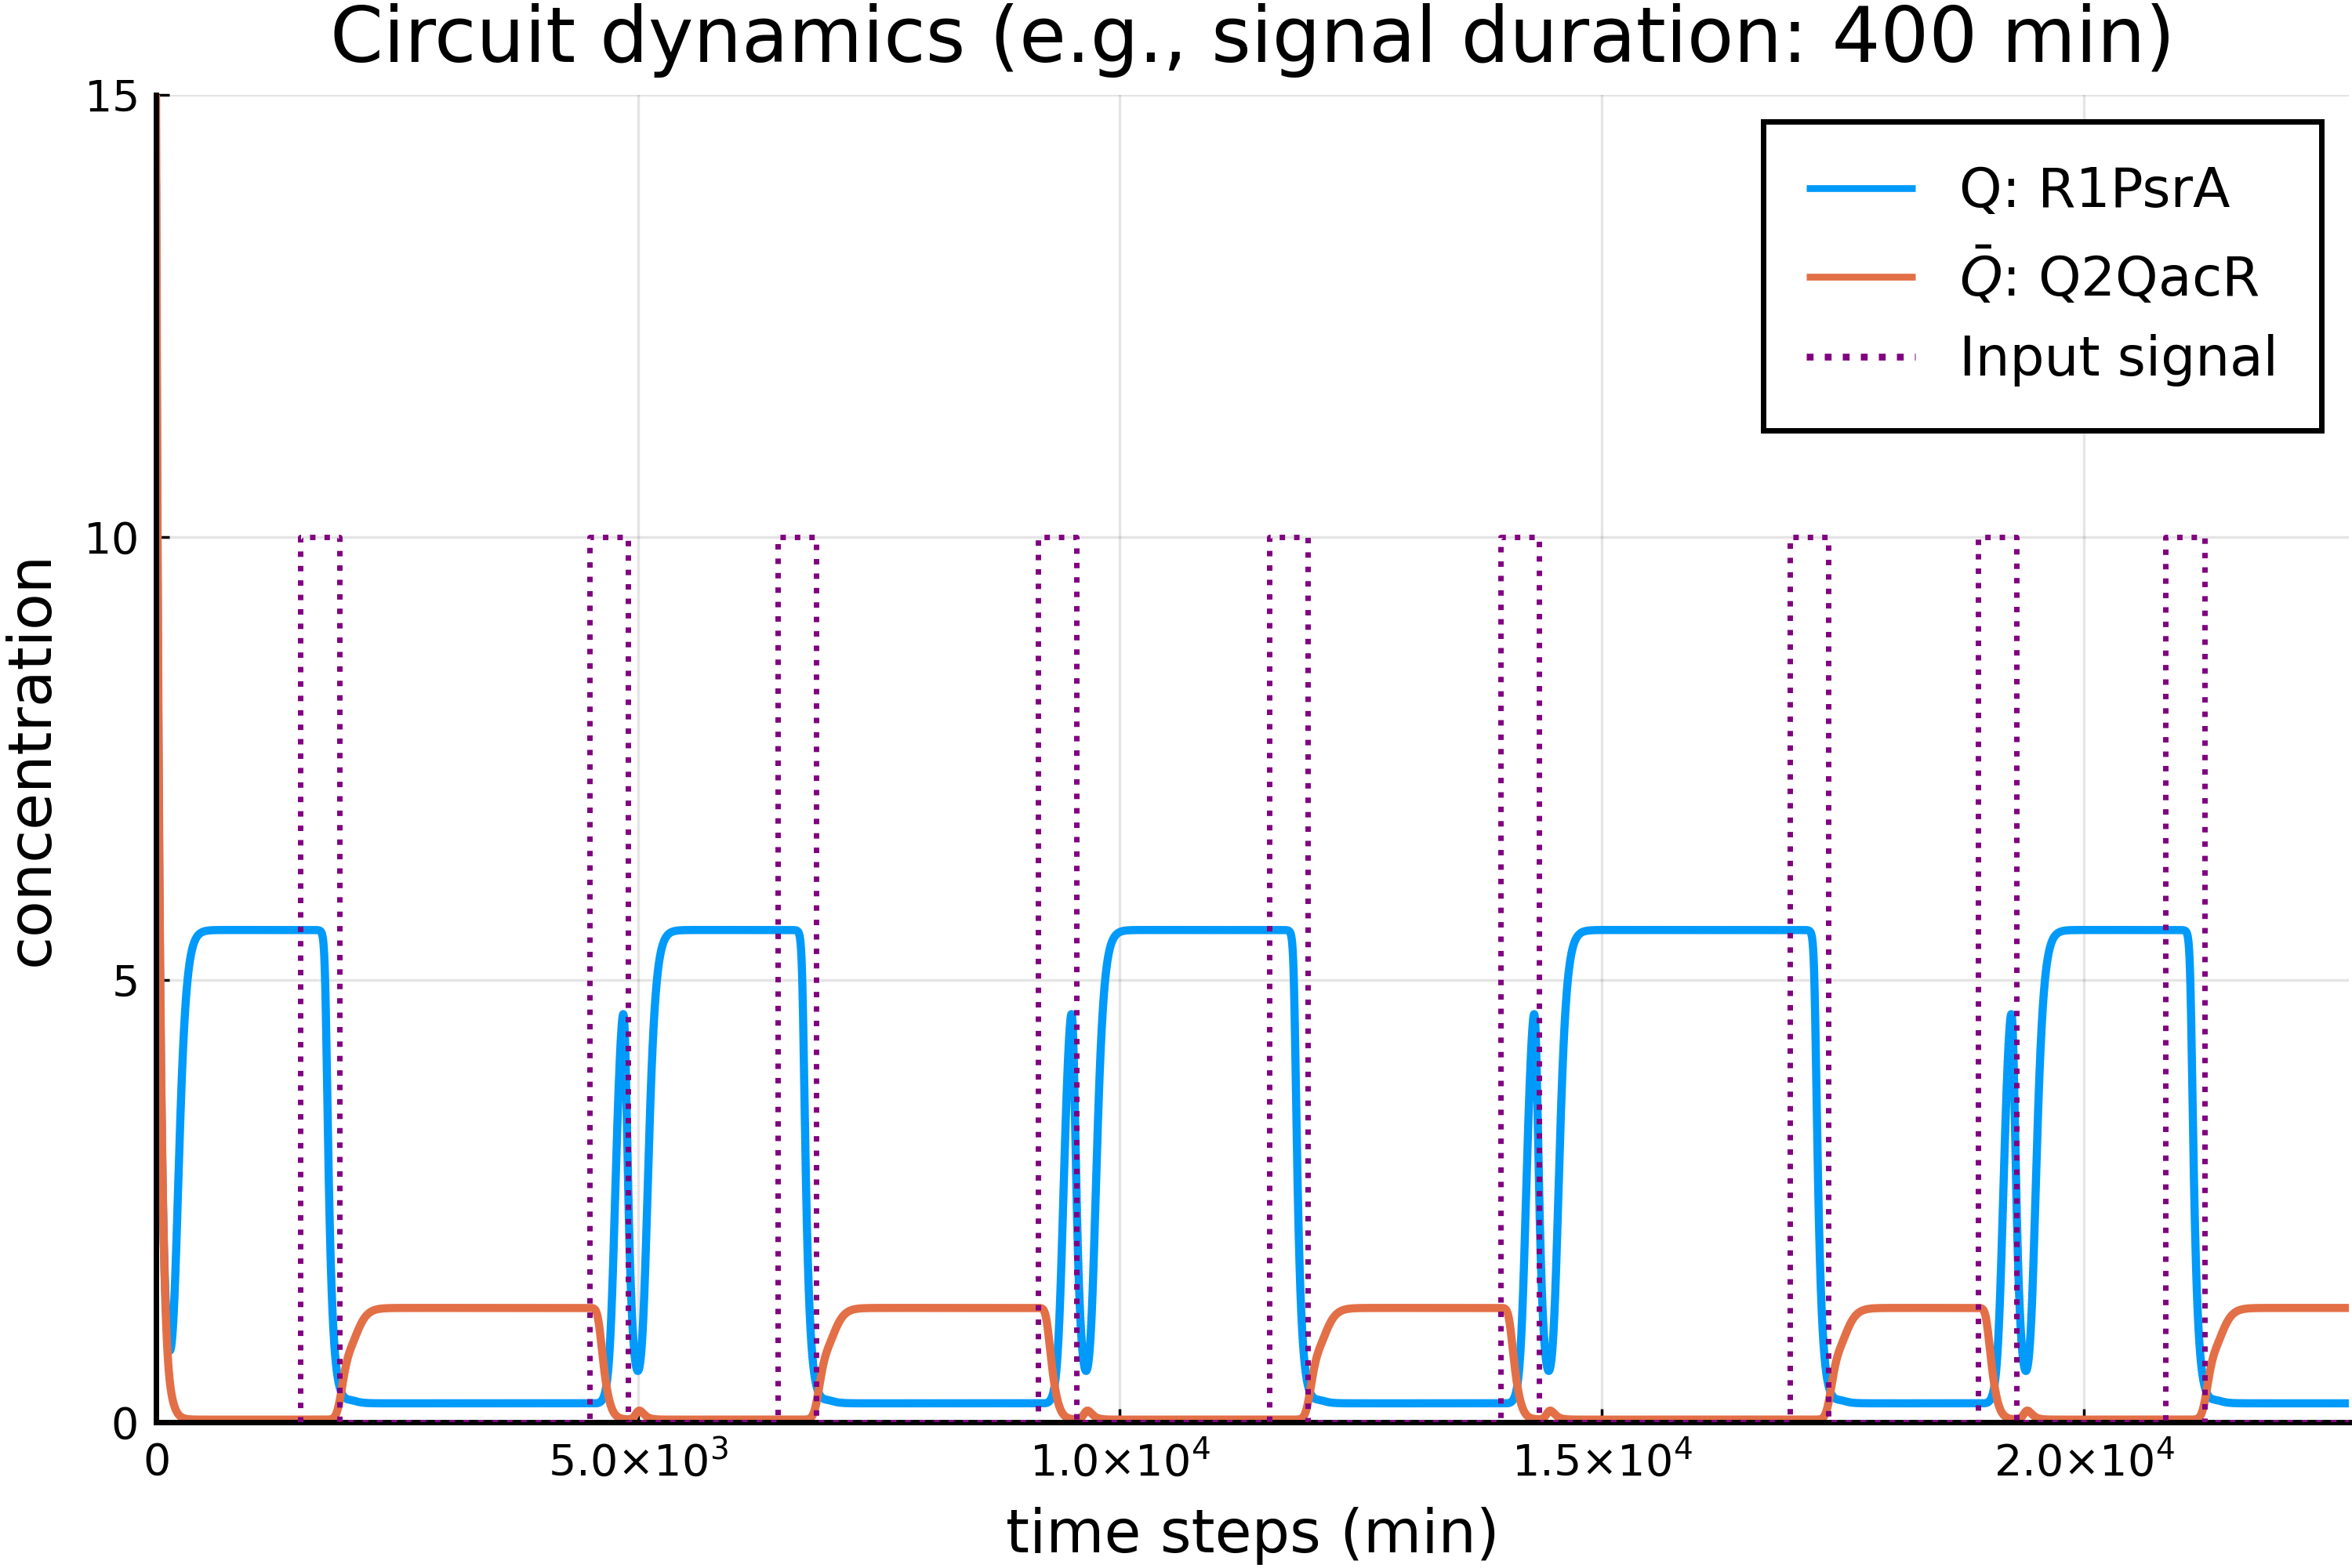 Circuit dynamics (e.g., signal duration: 400 min)
15
Q: R1PsrA
Q̄: Q2QacR
Input signal
10
concentration
5
0
0 5.0×10³ 1.0×10⁴ 1.5×10⁴ 2.0×10⁴
time steps (min)